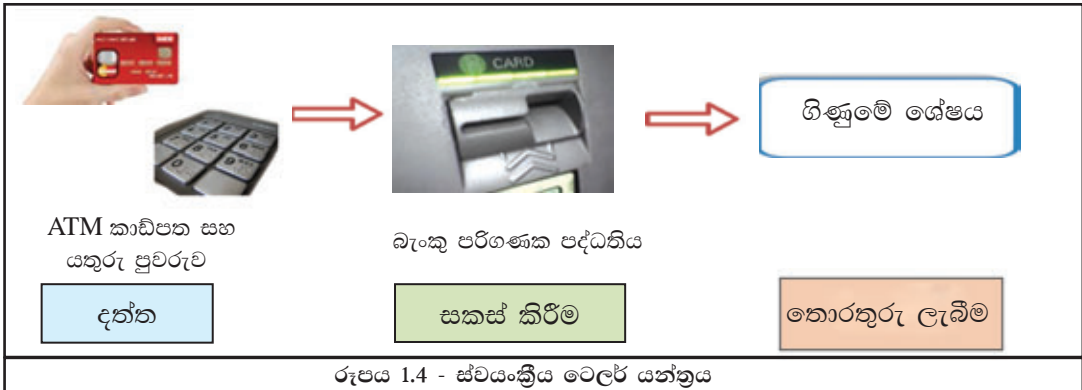 CARD
ගිණුමේ ශේෂය
ATM කාඩ්පත සහ
යතුරු පුවරුව
බැංකු පරිගණක පද්ධතිය
දත්ත
සකස් කිරීම
තොරතුරු ලැබීම
රූපය 1.4 - ස්වයංක්‍රීය ටෙලර් යන්ත්‍රය